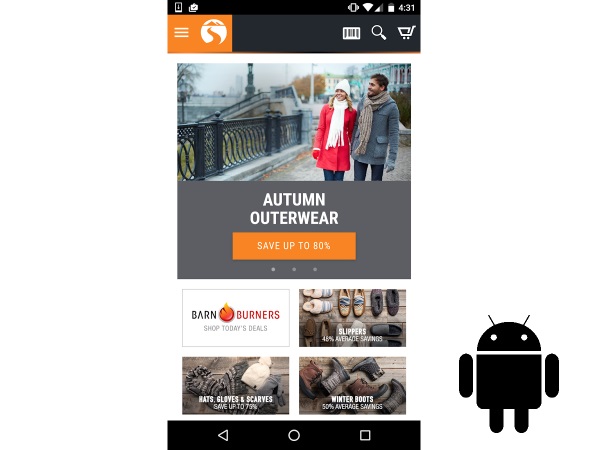 4:31
AUTUMN
OUTERWEAR
SAVE UP TO 80%
BARN BURNERS
SHOP TODAY'S DEALS
SLIPPERS
46% AVERAGE SAVINGS
HATS, GLOVES & SCARVES
SAVE UP TO 75%
WINTER BOOTS
50% AVERAGE SAVINGS